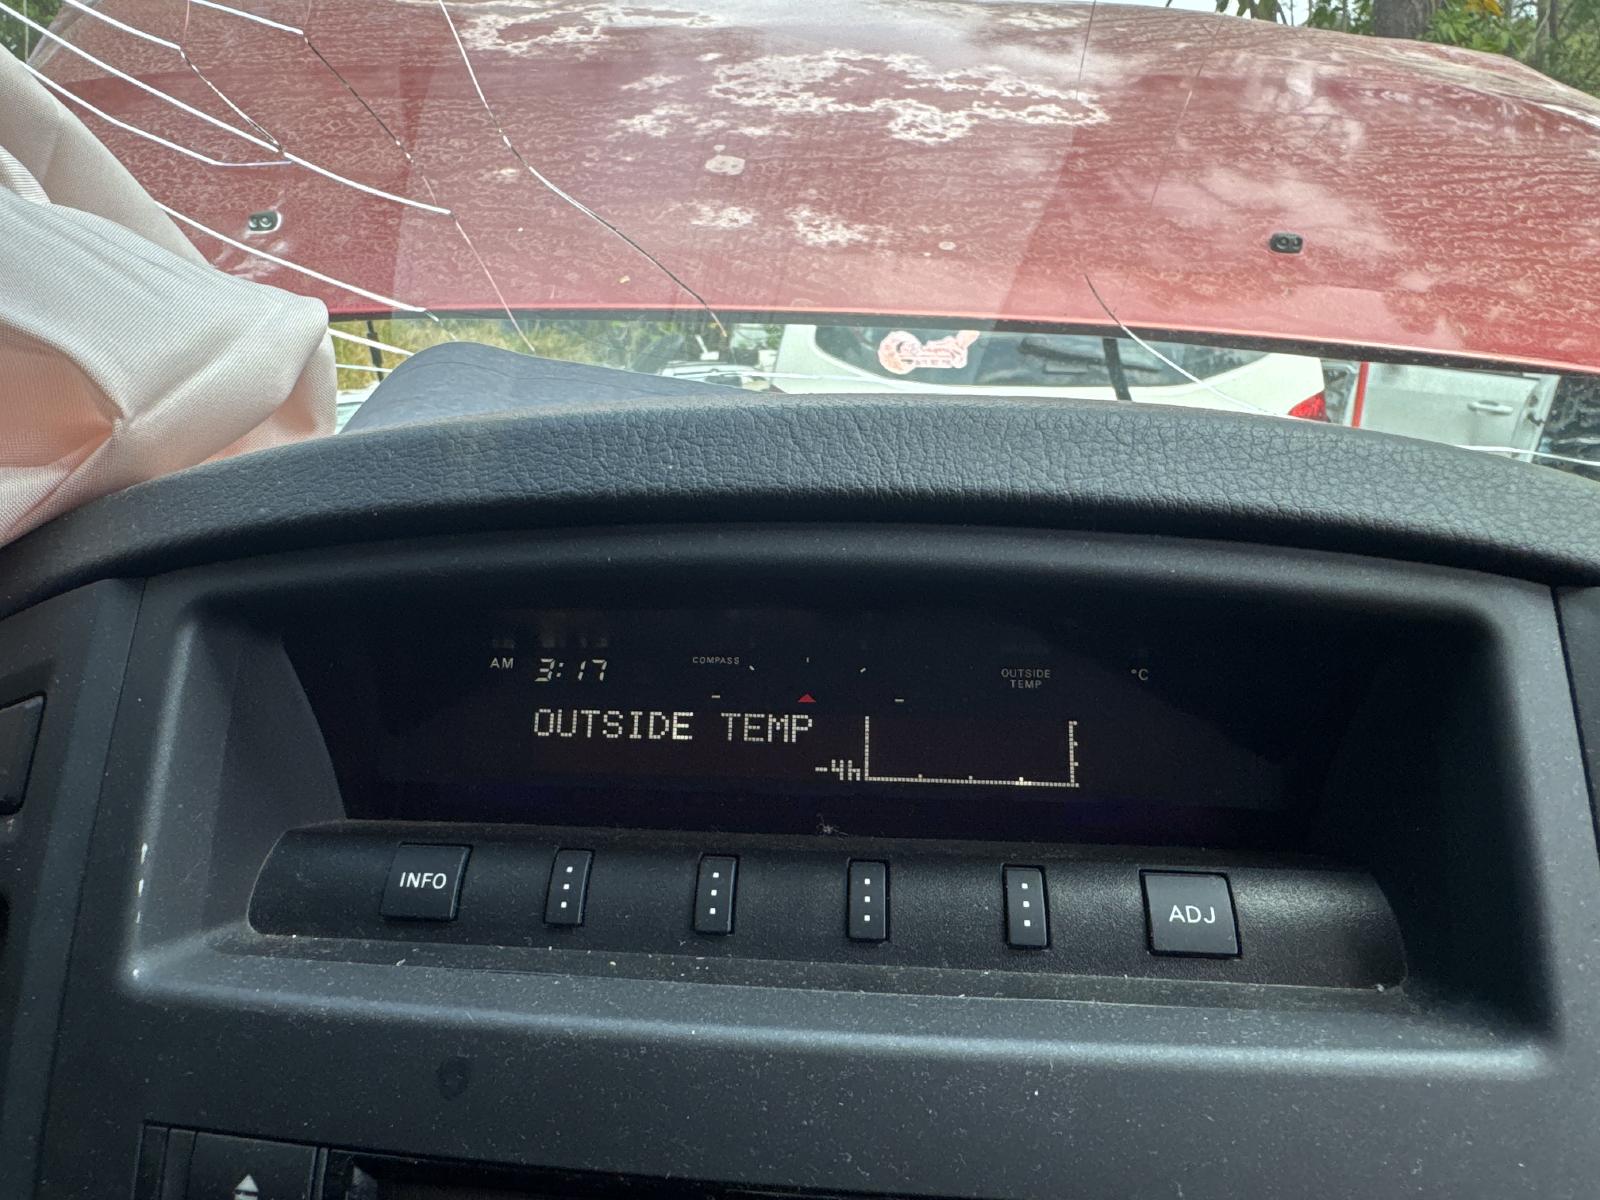 AM 3:17 COMPASS OUTSIDE TEMP °C
OUTSIDE TEMP
-4h
INFO ADJ